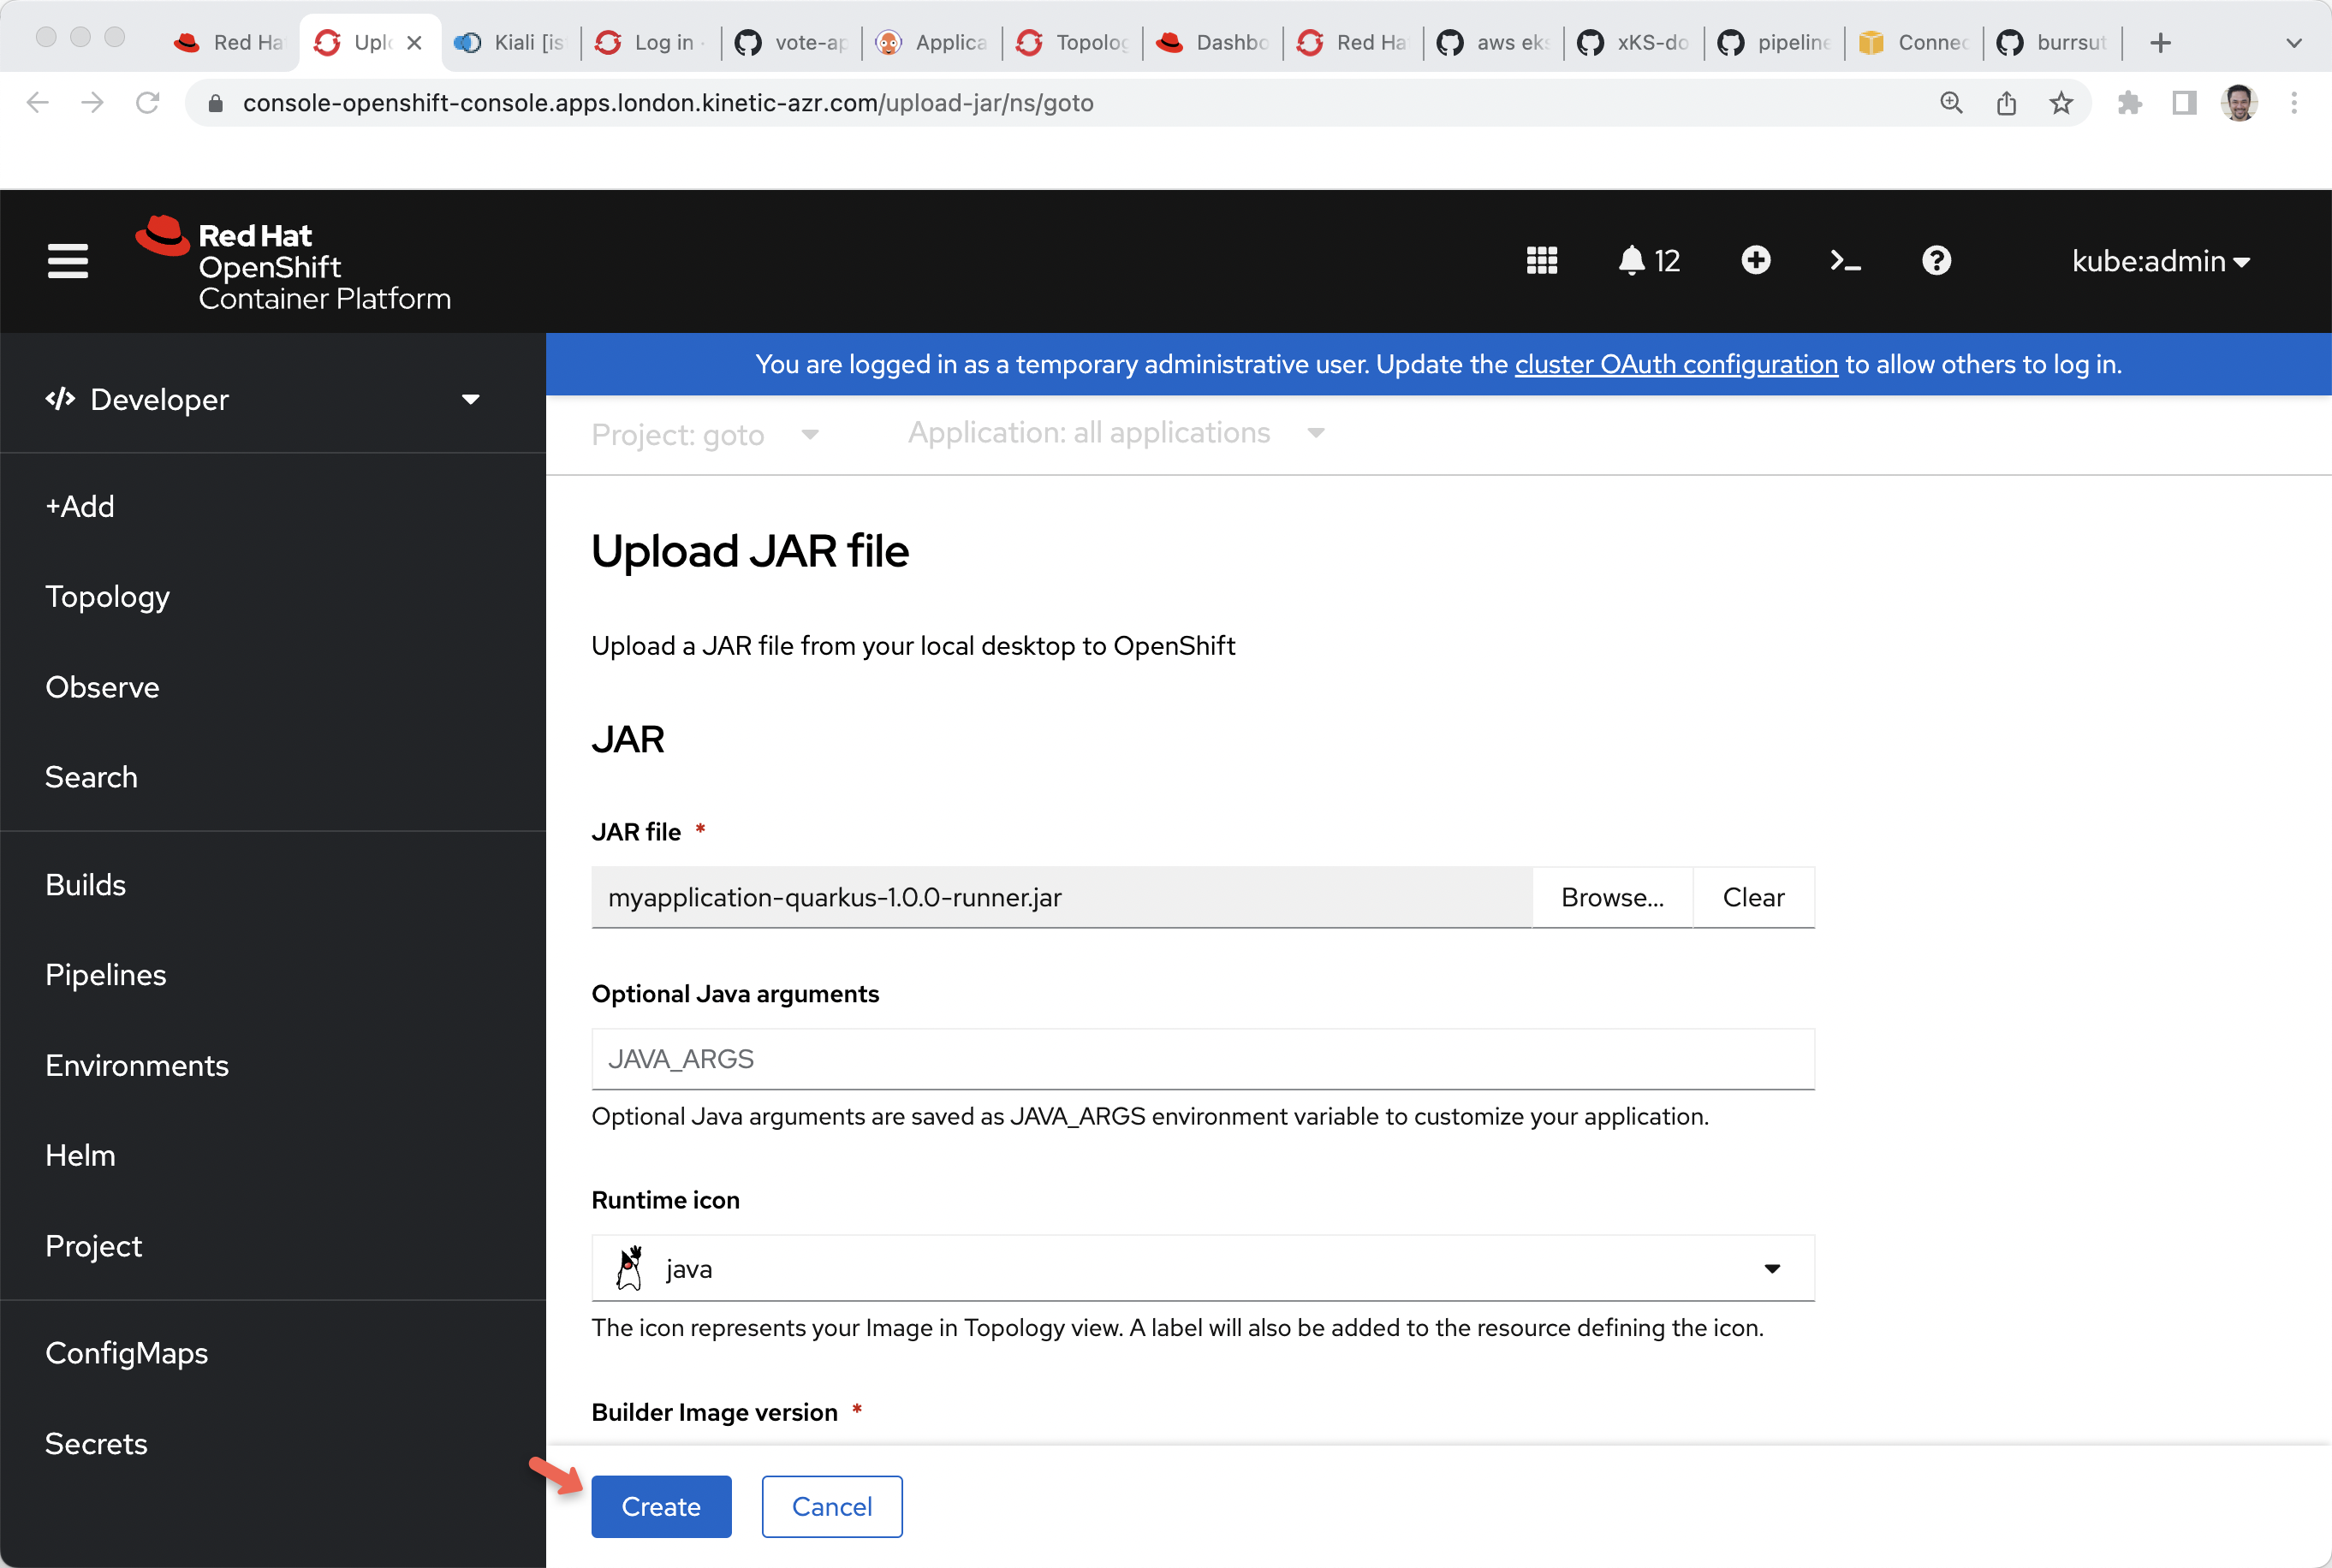 Red Ha
Uplo
Kiali [is
Log in ·
vote-ap
Applica
Topolog
Dashbo
Red Ha
aws eks
xKS-do
pipeline
Connec
burrsut
console-openshift-console.apps.london.kinetic-azr.com/upload-jar/ns/goto
Red Hat
OpenShift
Container Platform
12
kube:admin
Developer
You are logged in as a temporary administrative user. Update the cluster OAuth configuration to allow others to log in.
Project: goto
Application: all applications
+Add
Topology
Observe
Search
Builds
Pipelines
Environments
Helm
Project
ConfigMaps
Secrets
Upload JAR file
Upload a JAR file from your local desktop to OpenShift
JAR
JAR file *
myapplication-quarkus-1.0.0-runner.jar
Browse...
Clear
Optional Java arguments
JAVA_ARGS
Optional Java arguments are saved as JAVA_ARGS environment variable to customize your application.
Runtime icon
java
The icon represents your Image in Topology view. A label will also be added to the resource defining the icon.
Builder Image version *
Create
Cancel